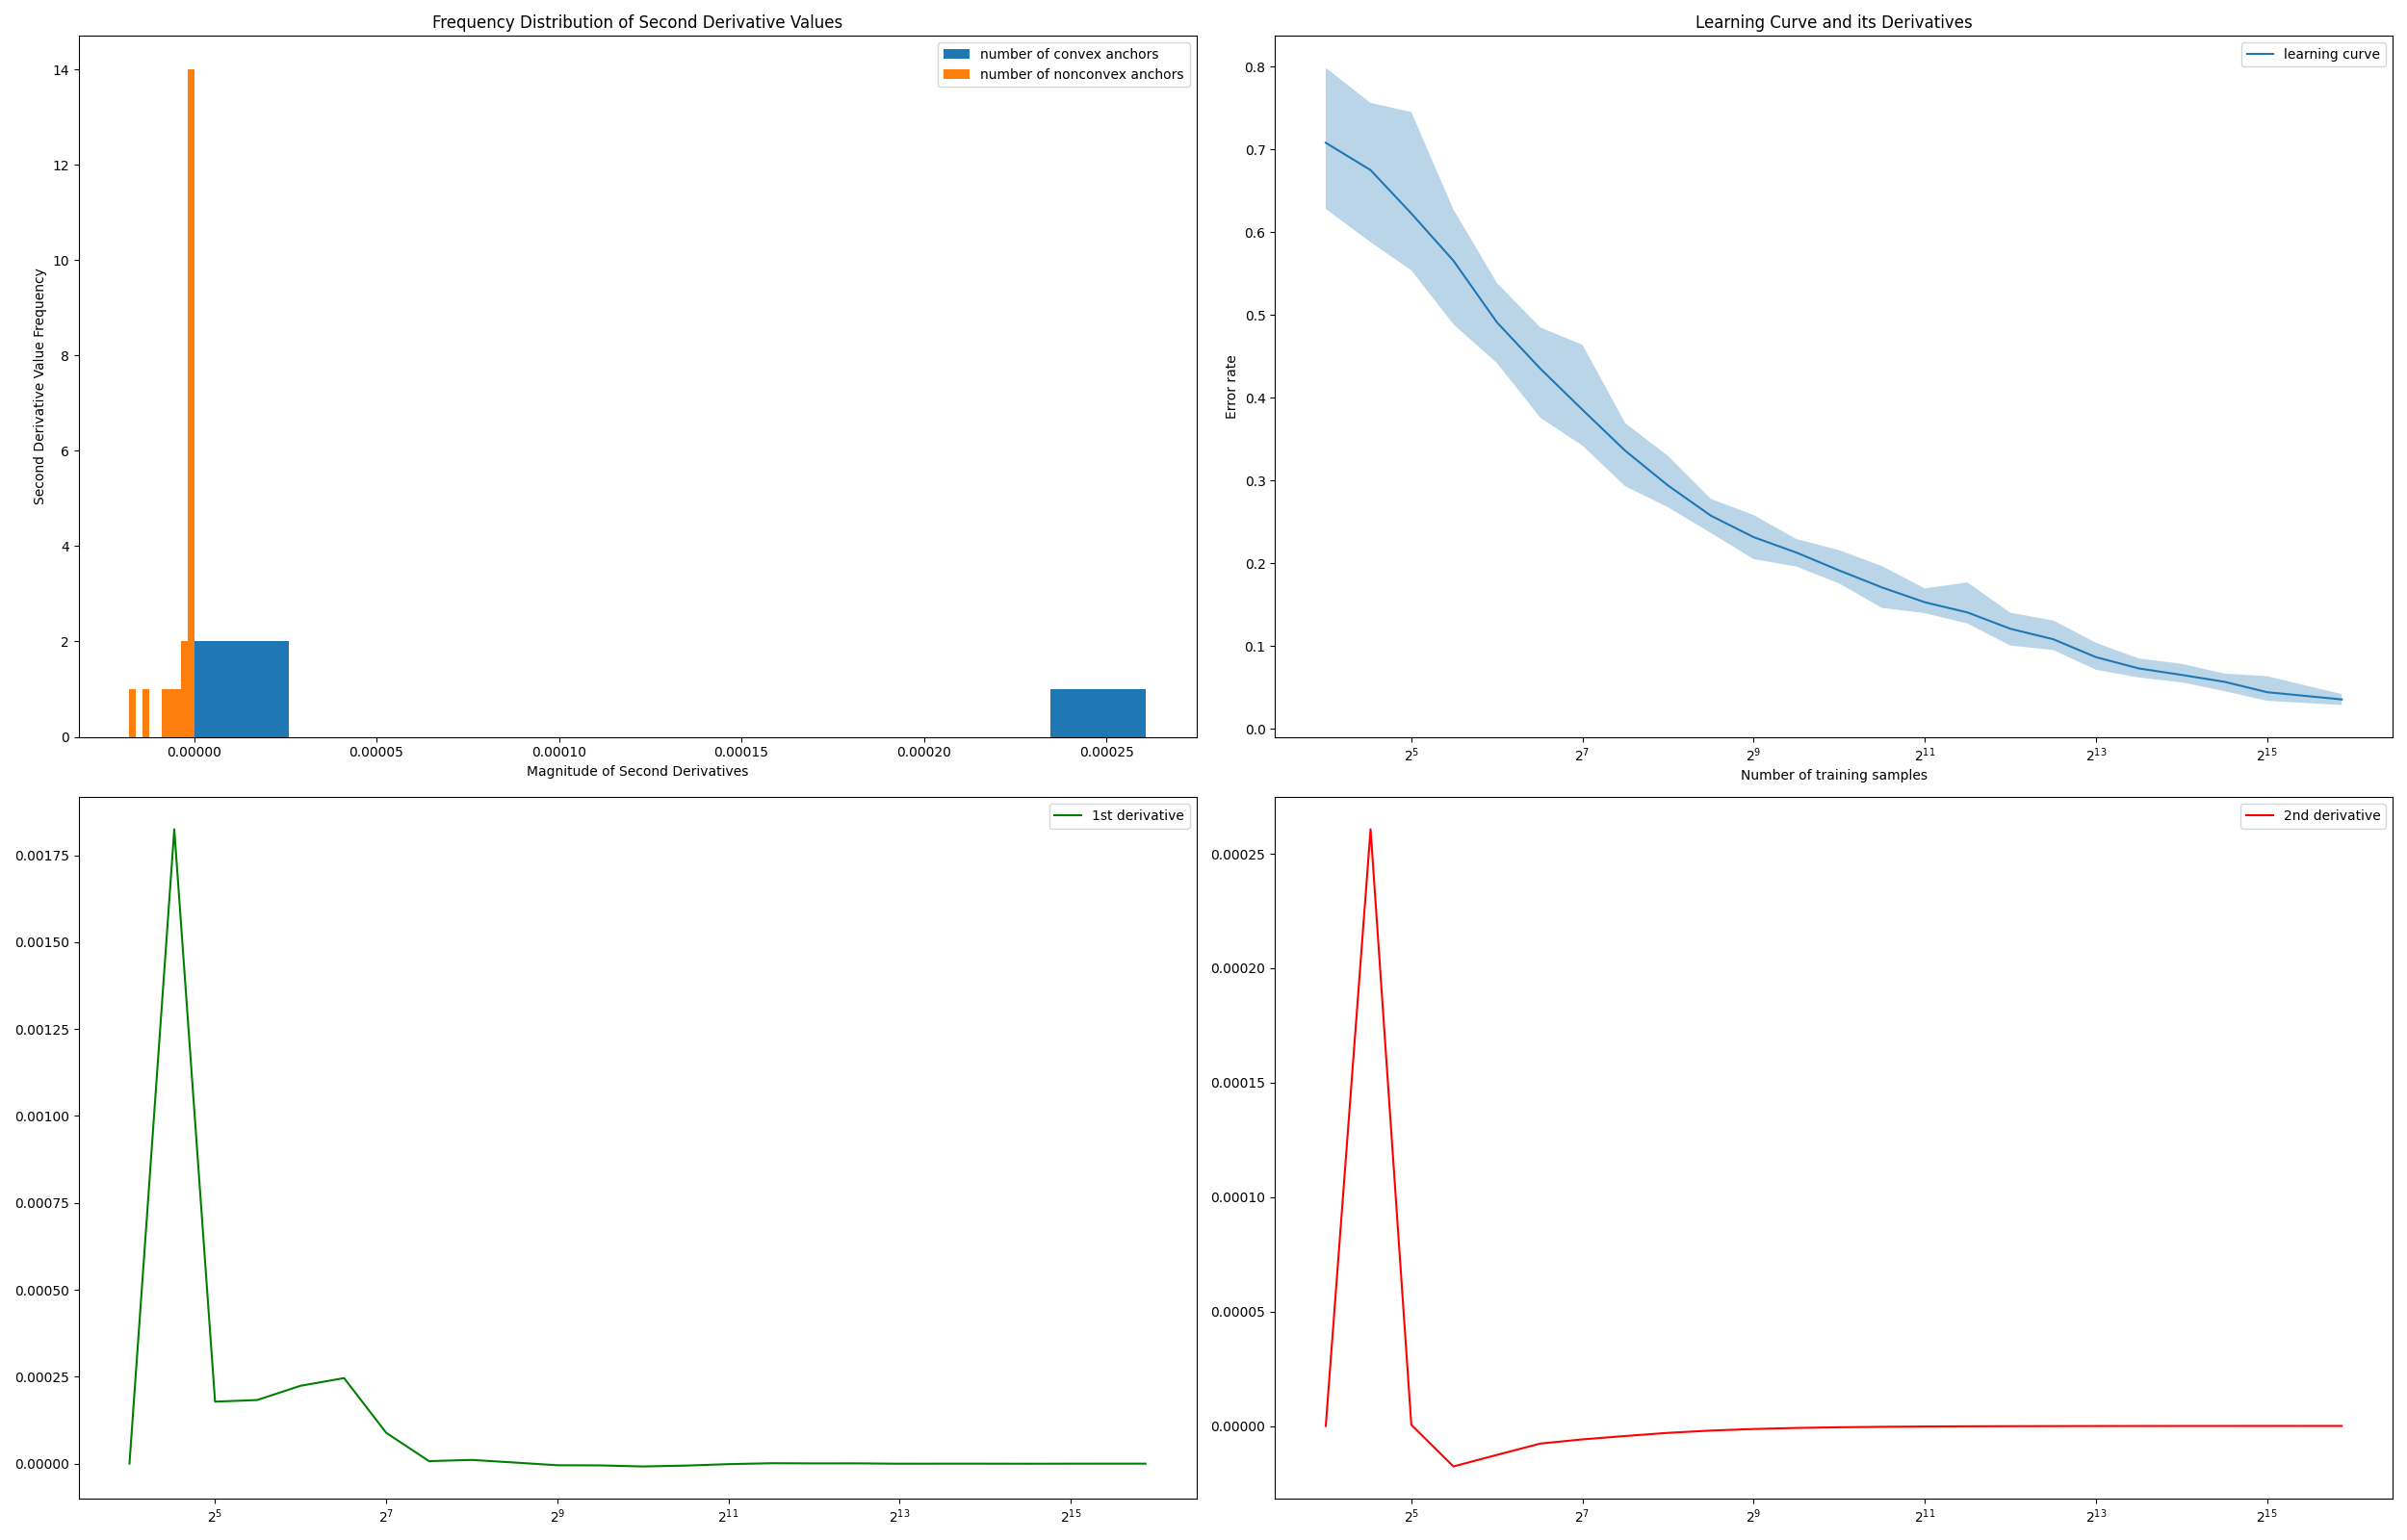 Frequency Distribution of Second Derivative Values
number of convex anchors
number of nonconvex anchors
14
12
10
8
6
4
2
0
Second Derivative Value Frequency
0.00000 0.00005 0.00010 0.00015 0.00020 0.00025
Magnitude of Second Derivatives
Learning Curve and its Derivatives
learning curve
0.8
0.7
0.6
0.5
0.4
0.3
0.2
0.1
0.0
Error rate
2^5 2^7 2^9 2^11 2^13 2^15
Number of training samples
1st derivative
0.00175
0.00150
0.00125
0.00100
0.00075
0.00050
0.00025
0.00000
2^5 2^7 2^9 2^11 2^13 2^15
2nd derivative
0.00025
0.00020
0.00015
0.00010
0.00005
0.00000
2^5 2^7 2^9 2^11 2^13 2^15